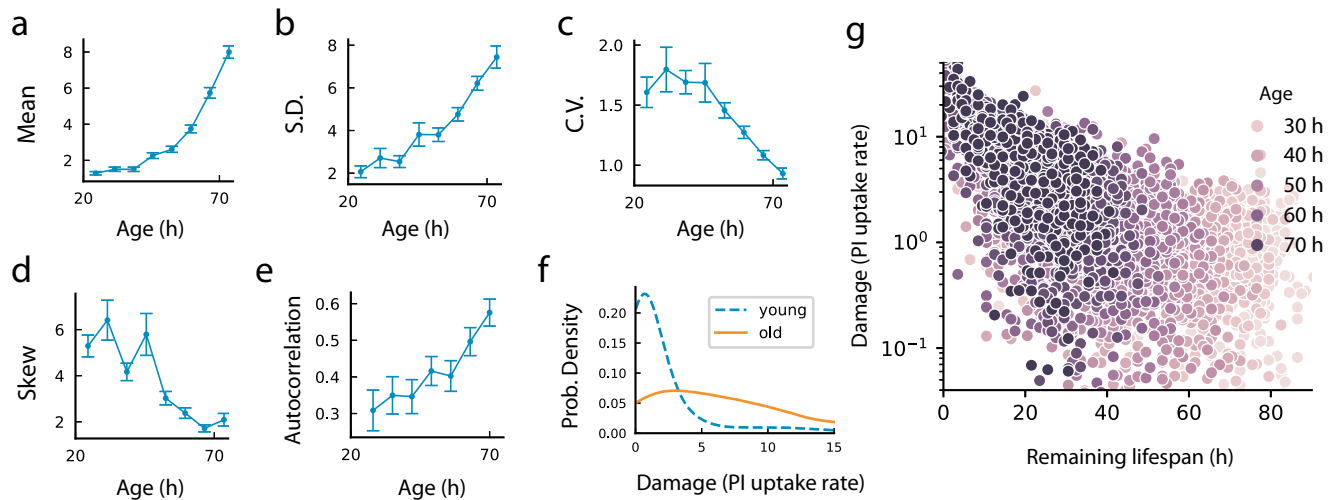 a
Mean
8
6
4
2
20
70
Age (h)
b
S.D.
8
6
4
2
20
70
Age (h)
c
C.V.
2.0
1.5
1.0
20
70
Age (h)
d
Skew
6
4
2
20
70
Age (h)
e
Autocorrelation
0.6
0.5
0.4
0.3
20
70
Age (h)
f
Prob. Density
0.20
0.15
0.10
0.05
0.00
0
5
10
15
young
old
Damage (PI uptake rate)
g
Damage (PI uptake rate)
10¹
10⁰
10⁻¹
0
20
40
60
80
Remaining lifespan (h)
Age
30 h
40 h
50 h
60 h
70 h